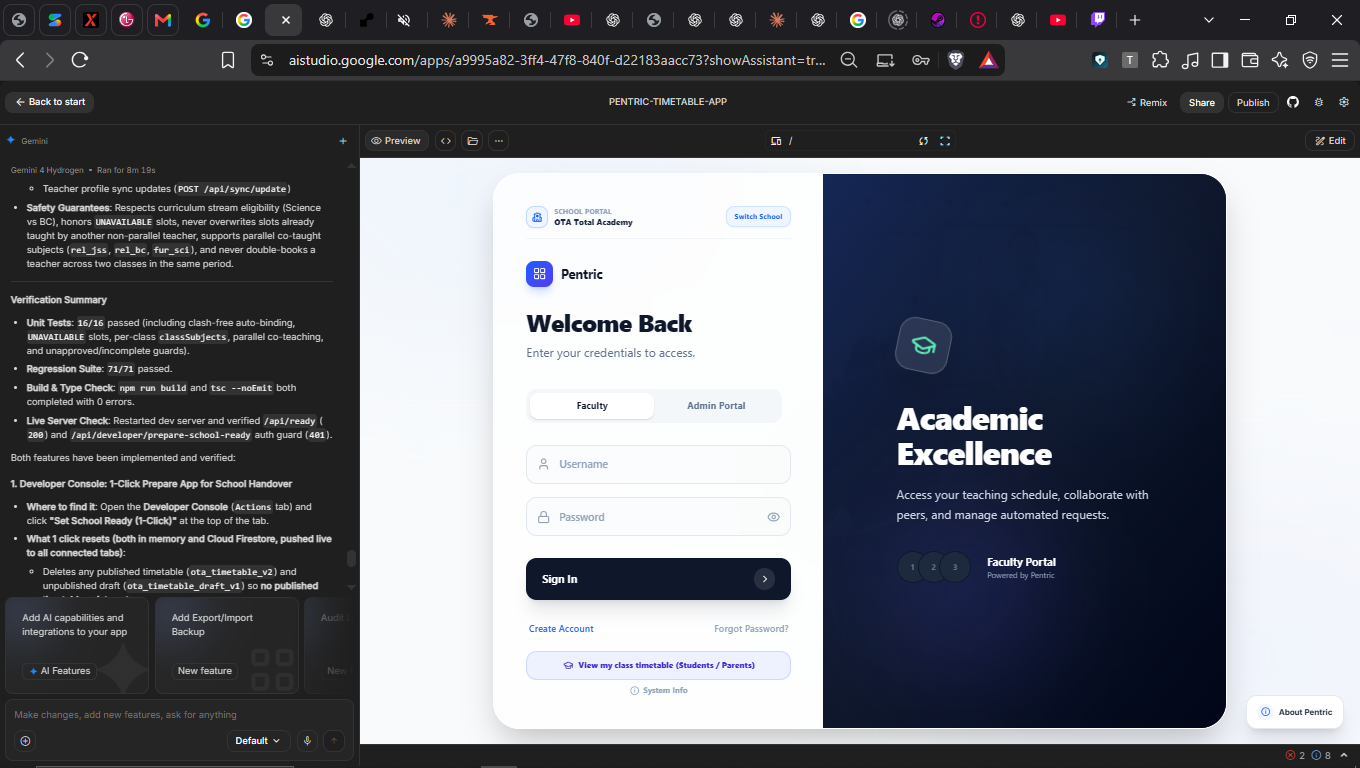 aistudio.google.com/apps/a9995a82-3ff4-47f8-840f-d22183aacc73?showAssistant=tr...
Back to start
PENTRIC-TIMETABLE-APP
Remix
Share
Publish
Gemini
Preview
/
Edit
Gemini 4 Hydrogen • Ran for 8m 19s
Teacher profile sync updates (POST /api/sync/update)
Safety Guarantees: Respects curriculum stream eligibility (Science
vs BC), honors UNAVAILABLE slots, never overwrites slots already
taught by another non-parallel teacher, supports parallel co-taught
subjects (rel_jss, rel_bc, fur_sci), and never double-books a
teacher across two classes in the same period.
Verification Summary
Unit Tests: 16/16 passed (including clash-free auto-binding,
UNAVAILABLE slots, per-class classSubjects, parallel co-teaching,
and unapproved/incomplete guards).
Regression Suite: 71/71 passed.
Build & Type Check: npm run build and tsc --noEmit both
completed with 0 errors.
Live Server Check: Restarted dev server and verified /api/ready (
200) and /api/developer/prepare-school-ready auth guard (401).
Both features have been implemented and verified:
1. Developer Console: 1-Click Prepare App for School Handover
Where to find it: Open the Developer Console (Actions tab) and
click "Set School Ready (1-Click)" at the top of the tab.
What 1 click resets (both in memory and Cloud Firestore, pushed live
to all connected tabs):
Deletes any published timetable (ota_timetable_v2) and
unpublished draft (ota_timetable_draft_v1) so no published
Add AI capabilities and
integrations to your app
AI Features
Add Export/Import
Backup
New feature
Audit
New
Make changes, add new features, ask for anything
Default
SCHOOL PORTAL
OTA Total Academy
Switch School
Pentric
Welcome Back
Enter your credentials to access.
Faculty
Admin Portal
Username
Password
Sign In
Create Account
Forgot Password?
View my class timetable (Students / Parents)
System Info
Academic
Excellence
Access your teaching schedule, collaborate with
peers, and manage automated requests.
1 2 3
Faculty Portal
Powered by Pentric
About Pentric
2 8